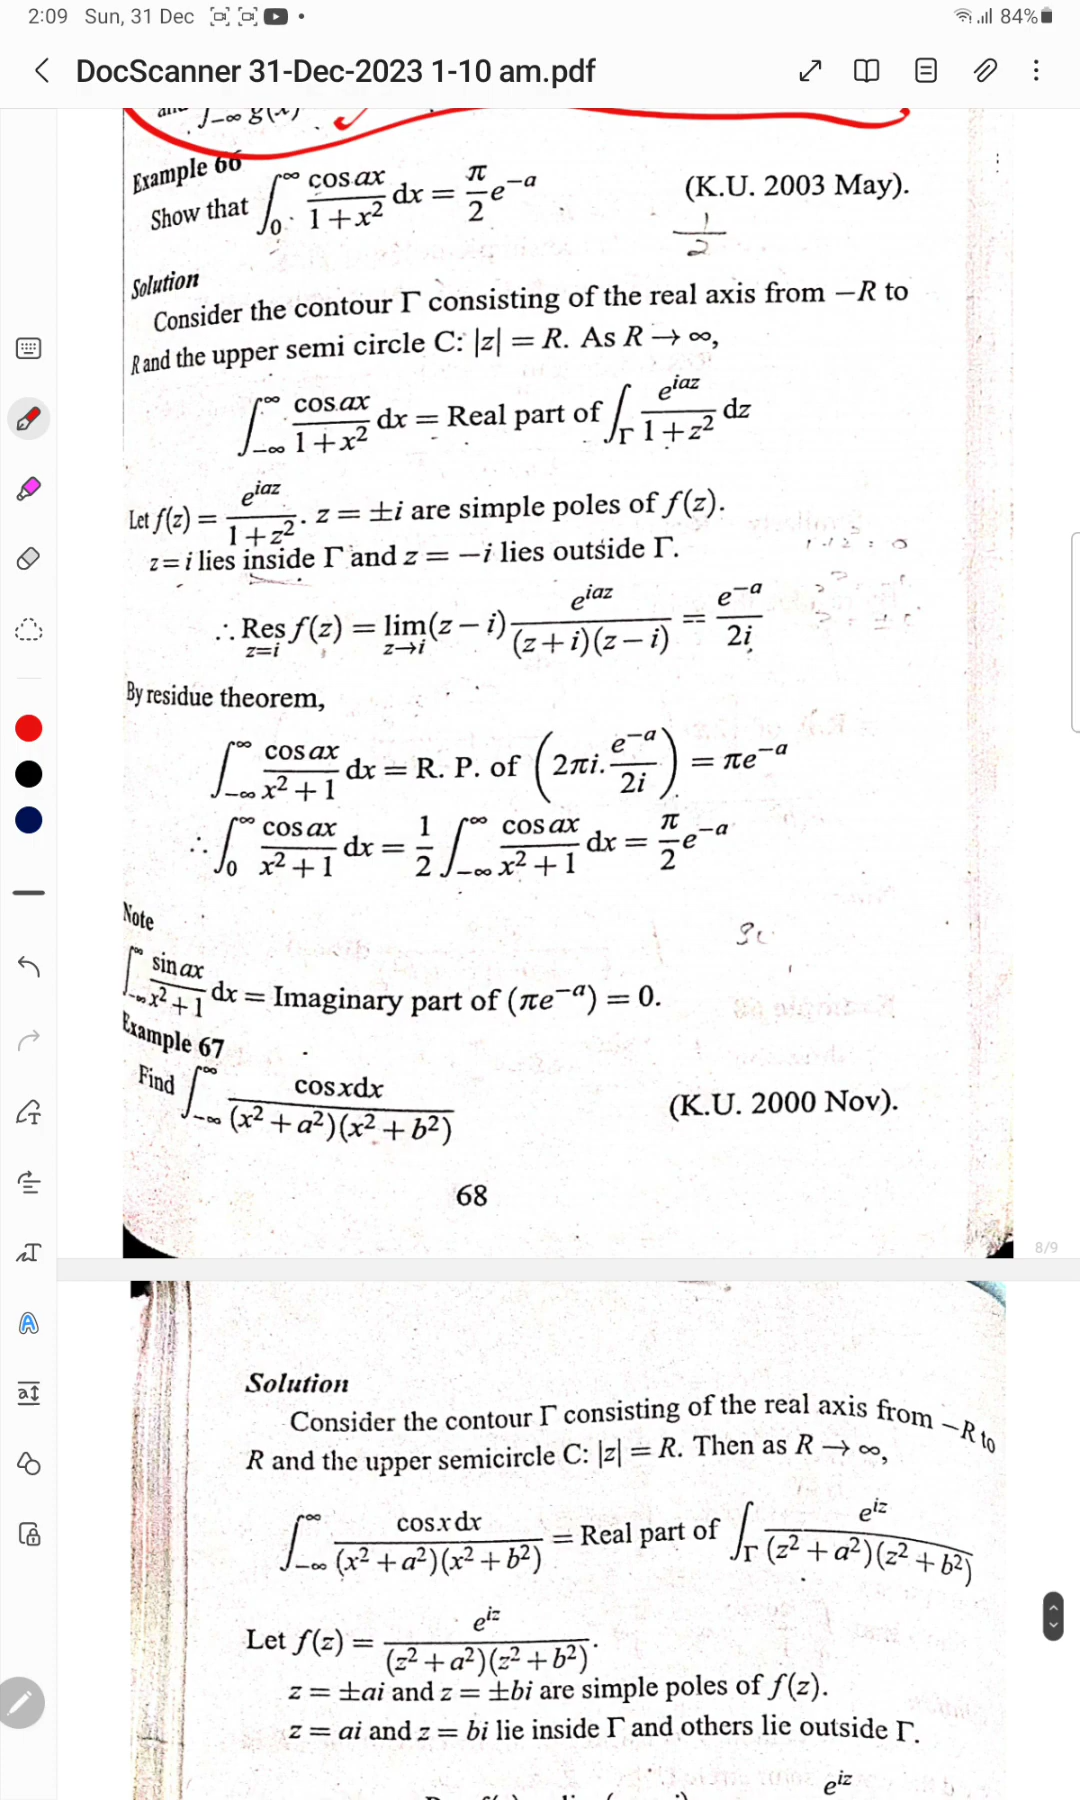 2:09 Sun, 31 Dec 84%
DocScanner 31-Dec-2023 1-10 am.pdf
and ∫_{-∞} g(x)
Example 66
Show that ∫_0^∞ cos ax / (1+x²) dx = π/2 e^{-a} (K.U. 2003 May).
1/2
Solution
Consider the contour Γ consisting of the real axis from −R to
R and the upper semi circle C: |z| = R. As R → ∞,
∫_{-∞}^∞ cos ax / (1+x²) dx = Real part of ∫_Γ e^{iaz} / (1+z²) dz
Let f(z) = e^{iaz} / (1+z²). z = ±i are simple poles of f(z).
z = i lies inside Γ and z = −i lies outside Γ.
∴ Res_{z=i} f(z) = lim_{z→i} (z − i) e^{iaz} / ((z+i)(z−i)) = e^{-a} / 2i
By residue theorem,
∫_{-∞}^∞ cos ax / (x²+1) dx = R. P. of (2πi. e^{-a} / 2i) = πe^{-a}
∴ ∫_0^∞ cos ax / (x²+1) dx = 1/2 ∫_{-∞}^∞ cos ax / (x²+1) dx = π/2 e^{-a}
Note
∫_{-∞}^∞ sin ax / (x²+1) dx = Imaginary part of (πe^{-a}) = 0.
Example 67
Find ∫_{-∞}^∞ cosxdx / ((x²+a²)(x²+b²)) (K.U. 2000 Nov).
68
8/9
Solution
Consider the contour Γ consisting of the real axis from −R to
R and the upper semicircle C: |z| = R. Then as R → ∞,
∫_{-∞}^∞ cosx dx / ((x²+a²)(x²+b²)) = Real part of ∫_Γ e^{iz} / ((z²+a²)(z²+b²))
Let f(z) = e^{iz} / ((z²+a²)(z²+b²)).
z = ±ai and z = ±bi are simple poles of f(z).
z = ai and z = bi lie inside Γ and others lie outside Γ.
e^{iz}